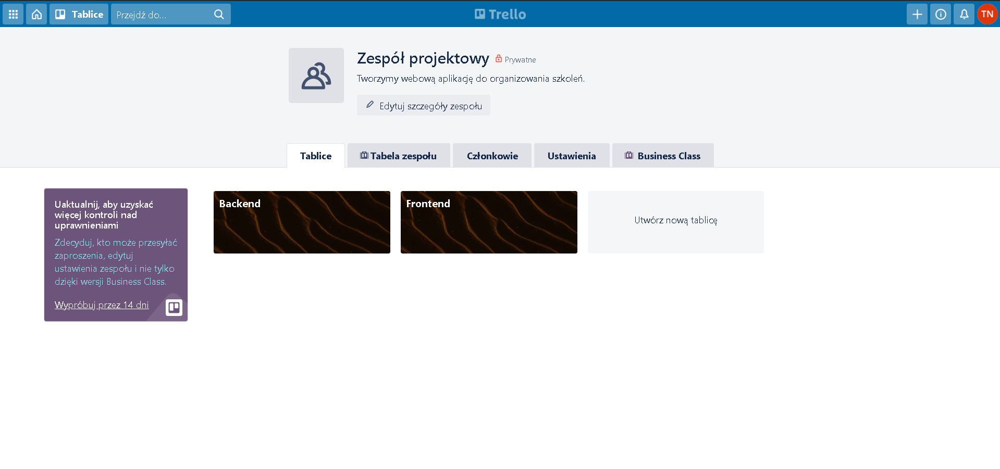 Tablice
Przejdź do...
Trello
TN
Zespół projektowy
Prywatne
Tworzymy webową aplikację do organizowania szkoleń.
Edytuj szczegóły zespołu
Tablice
Tabela zespołu
Członkowie
Ustawienia
Business Class
Uaktualnij, aby uzyskać
więcej kontroli nad
uprawnieniami
Zdecyduj, kto może przesyłać
zaproszenia, edytuj
ustawienia zespołu i nie tylko
dzięki wersji Business Class.
Wypróbuj przez 14 dni
Backend
Frontend
Utwórz nową tablicę